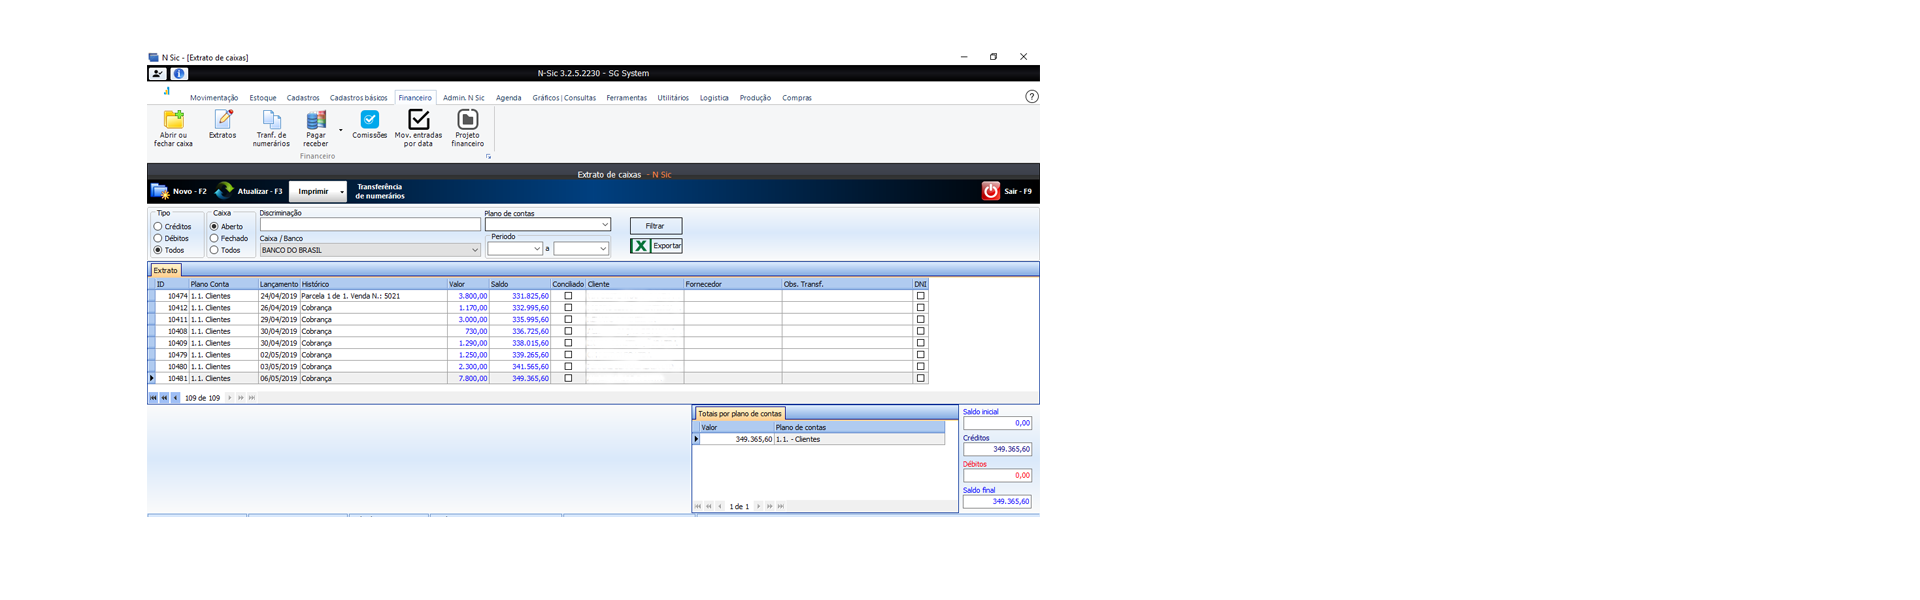 N Sic - [Extrato de caixas]
N-Sic 3.2.5.2230 - SG System
Movimentação Estoque Cadastros Cadastros básicos Financeiro Admin. N Sic Agenda Gráficos | Consultas Ferramentas Utilitários Logistica Produção Compras
Abrir ou fechar caixa
Extratos
Tranf. de numerários
Pagar receber
Comissões
Mov. entradas por data
Projeto financeiro
Financeiro
Extrato de caixas - N Sic
Novo - F2 Atualizar - F3 Imprimir Transferência de numerários Sair - F9
Tipo
Créditos
Débitos
Todos
Caixa
Aberto
Fechado
Todos
Discriminação
Caixa / Banco
BANCO DO BRASIL
Plano de contas
Periodo
a
Filtrar
Exportar
Extrato
ID Plano Conta Lançamento Histórico Valor Saldo Conciliado Cliente Fornecedor Obs. Transf. DNI
10474 1.1. Clientes 24/04/2019 Parcela 1 de 1. Venda N.: 5021 3.800,00 331.825,60
10412 1.1. Clientes 26/04/2019 Cobrança 1.170,00 332.995,60
10411 1.1. Clientes 29/04/2019 Cobrança 3.000,00 335.995,60
10408 1.1. Clientes 30/04/2019 Cobrança 730,00 336.725,60
10409 1.1. Clientes 30/04/2019 Cobrança 1.290,00 338.015,60
10479 1.1. Clientes 02/05/2019 Cobrança 1.250,00 339.265,60
10480 1.1. Clientes 03/05/2019 Cobrança 2.300,00 341.565,60
10481 1.1. Clientes 06/05/2019 Cobrança 7.800,00 349.365,60
109 de 109
Totais por plano de contas
Valor Plano de contas
349.365,60 1.1. - Clientes
1 de 1
Saldo inicial
0,00
Créditos
349.365,60
Débitos
0,00
Saldo final
349.365,60